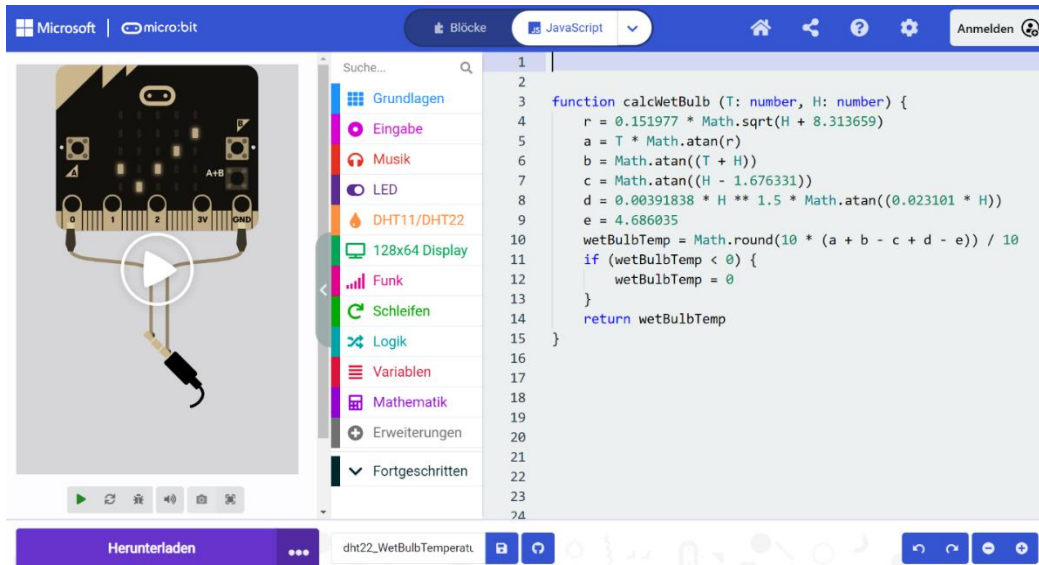 Microsoft micro:bit Blöcke JavaScript Anmelden
B
A A+B
0 1 2 3V GND
Suche...
Grundlagen
Eingabe
Musik
LED
DHT11/DHT22
128x64 Display
Funk
Schleifen
Logik
Variablen
Mathematik
Erweiterungen
Fortgeschritten
1
2
3 function calcWetBulb (T: number, H: number) {
4 r = 0.151977 * Math.sqrt(H + 8.313659)
5 a = T * Math.atan(r)
6 b = Math.atan((T + H))
7 c = Math.atan((H - 1.676331))
8 d = 0.00391838 * H ** 1.5 * Math.atan((0.023101 * H))
9 e = 4.686035
10 wetBulbTemp = Math.round(10 * (a + b - c + d - e)) / 10
11 if (wetBulbTemp < 0) {
12 wetBulbTemp = 0
13 }
14 return wetBulbTemp
15 }
16
17
18
19
20
21
22
23
24
Herunterladen ... dht22_WetBulbTemperatu